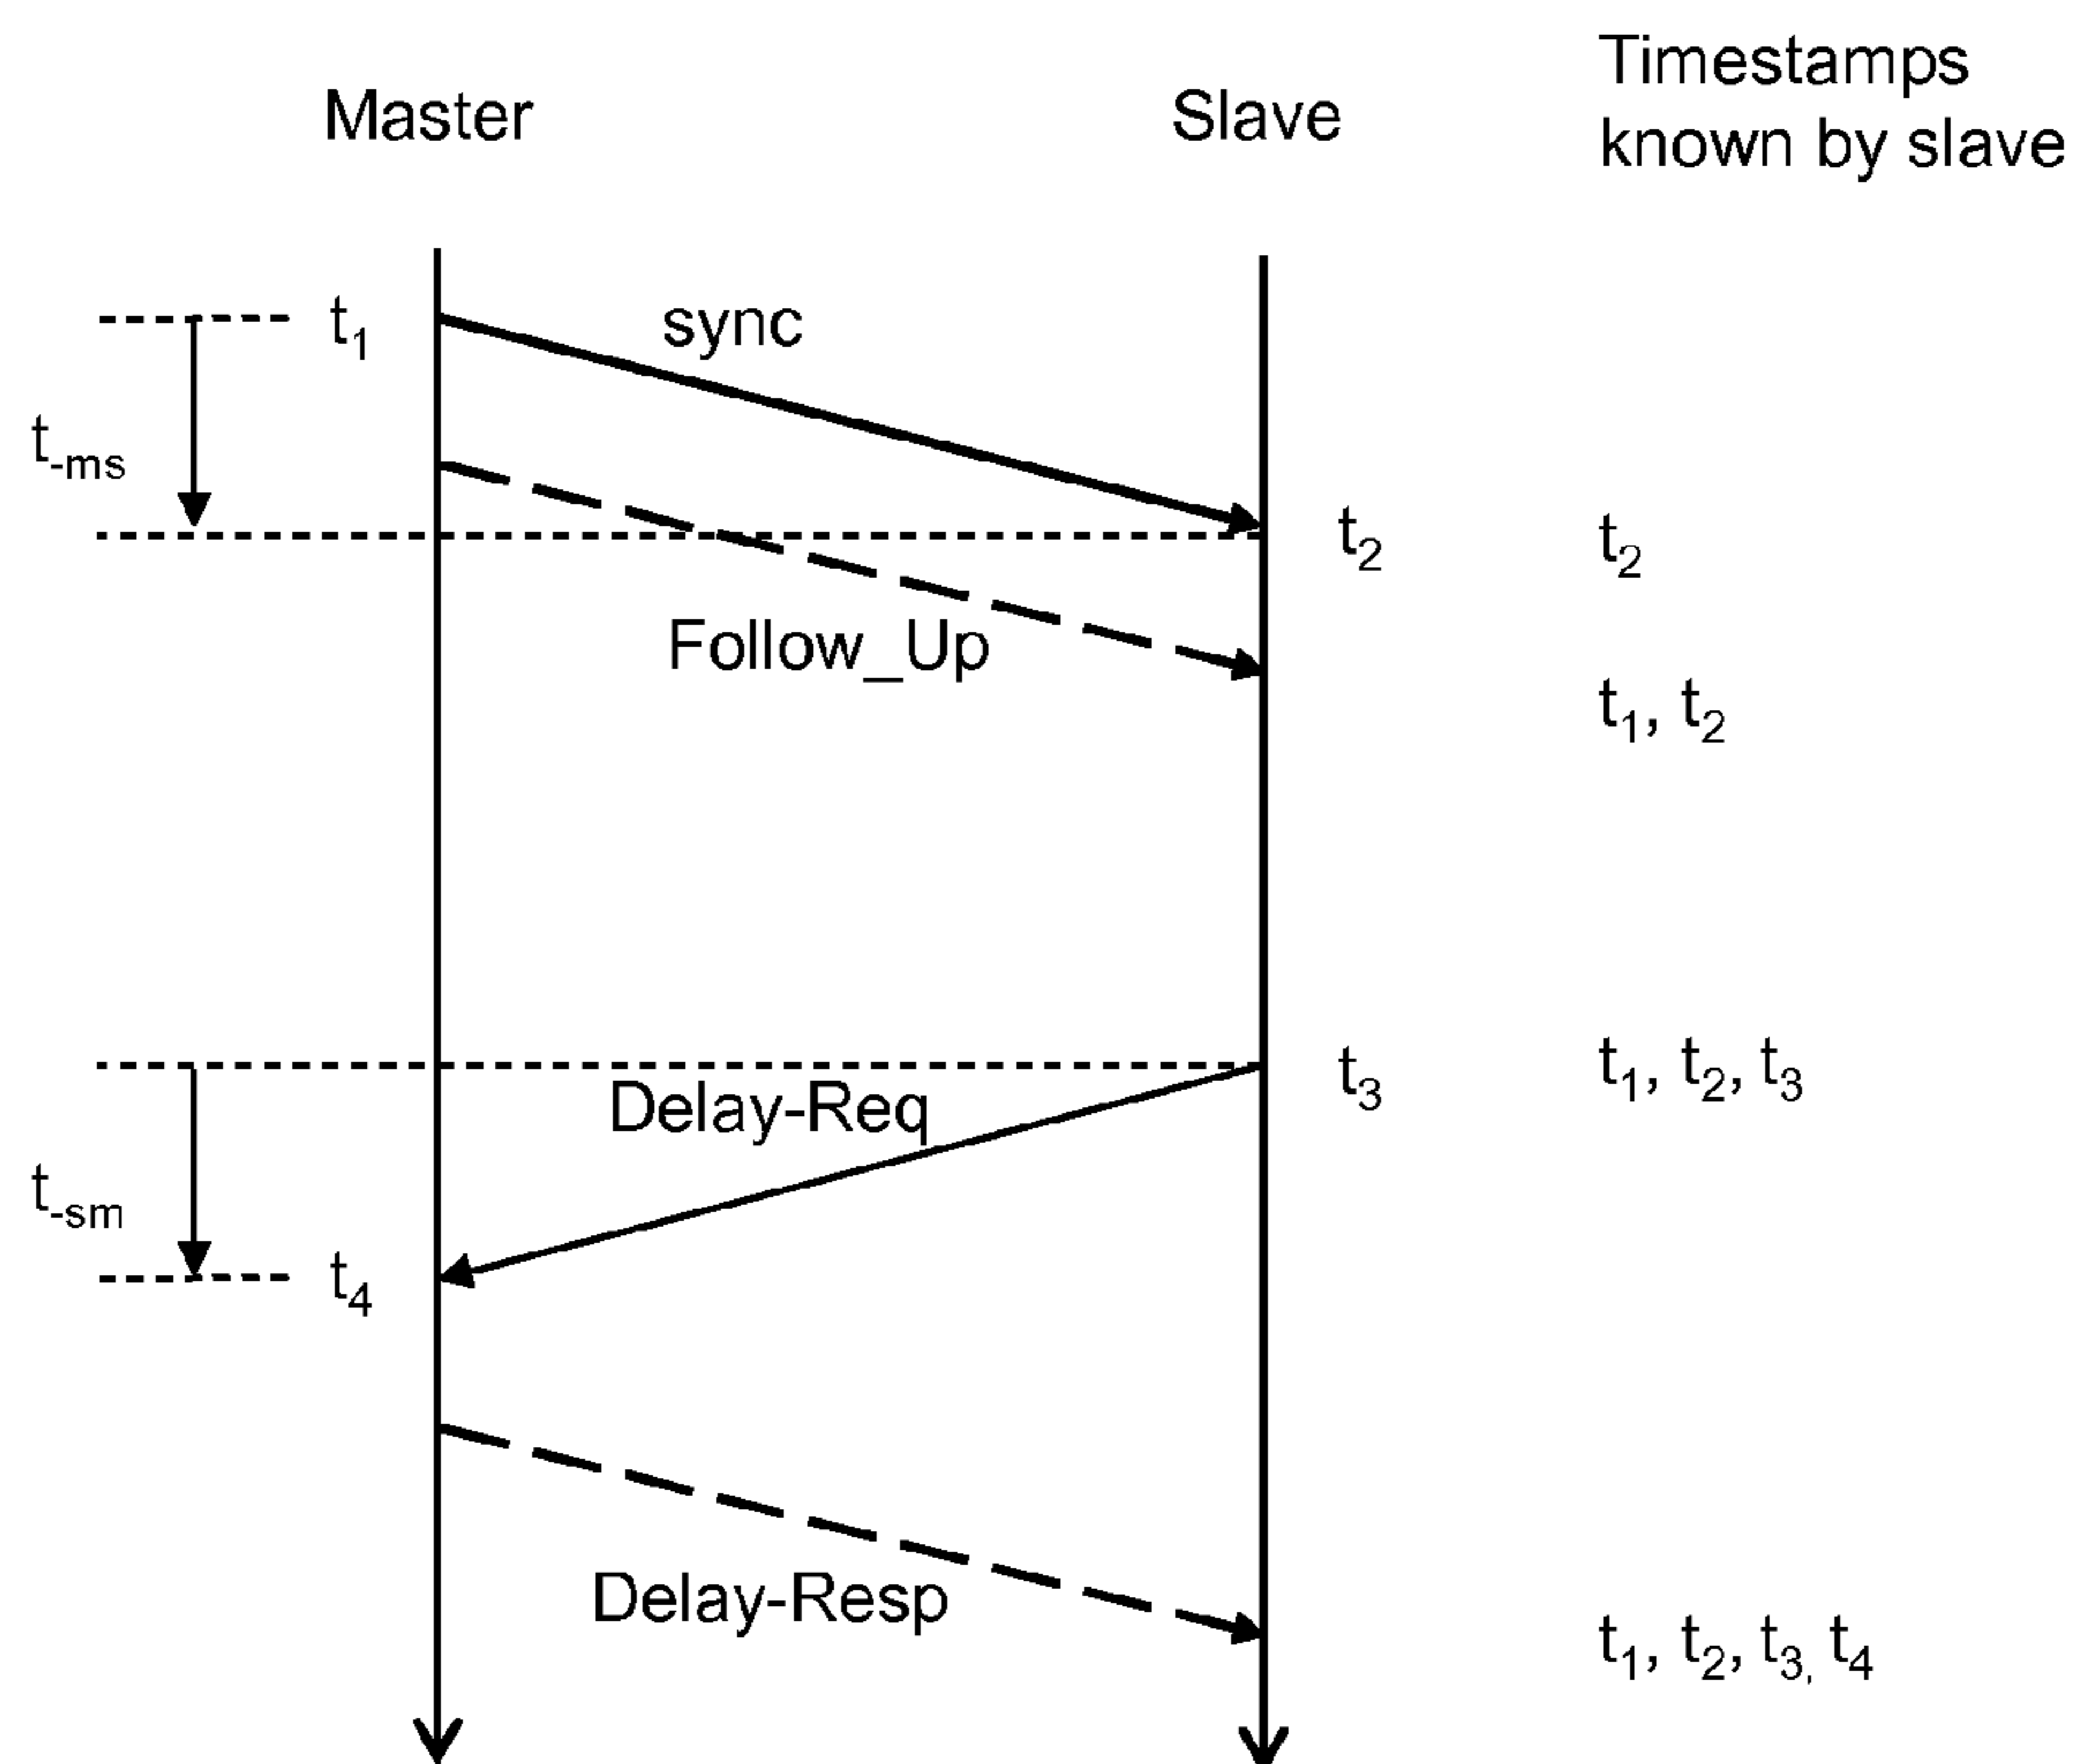 Timestamps
Master Slave known by slave
t1 sync
t-ms
t2 t2
Follow_Up
t1, t2
t3 t1, t2, t3
Delay-Req
t-sm
t4
Delay-Resp
t1, t2, t3, t4